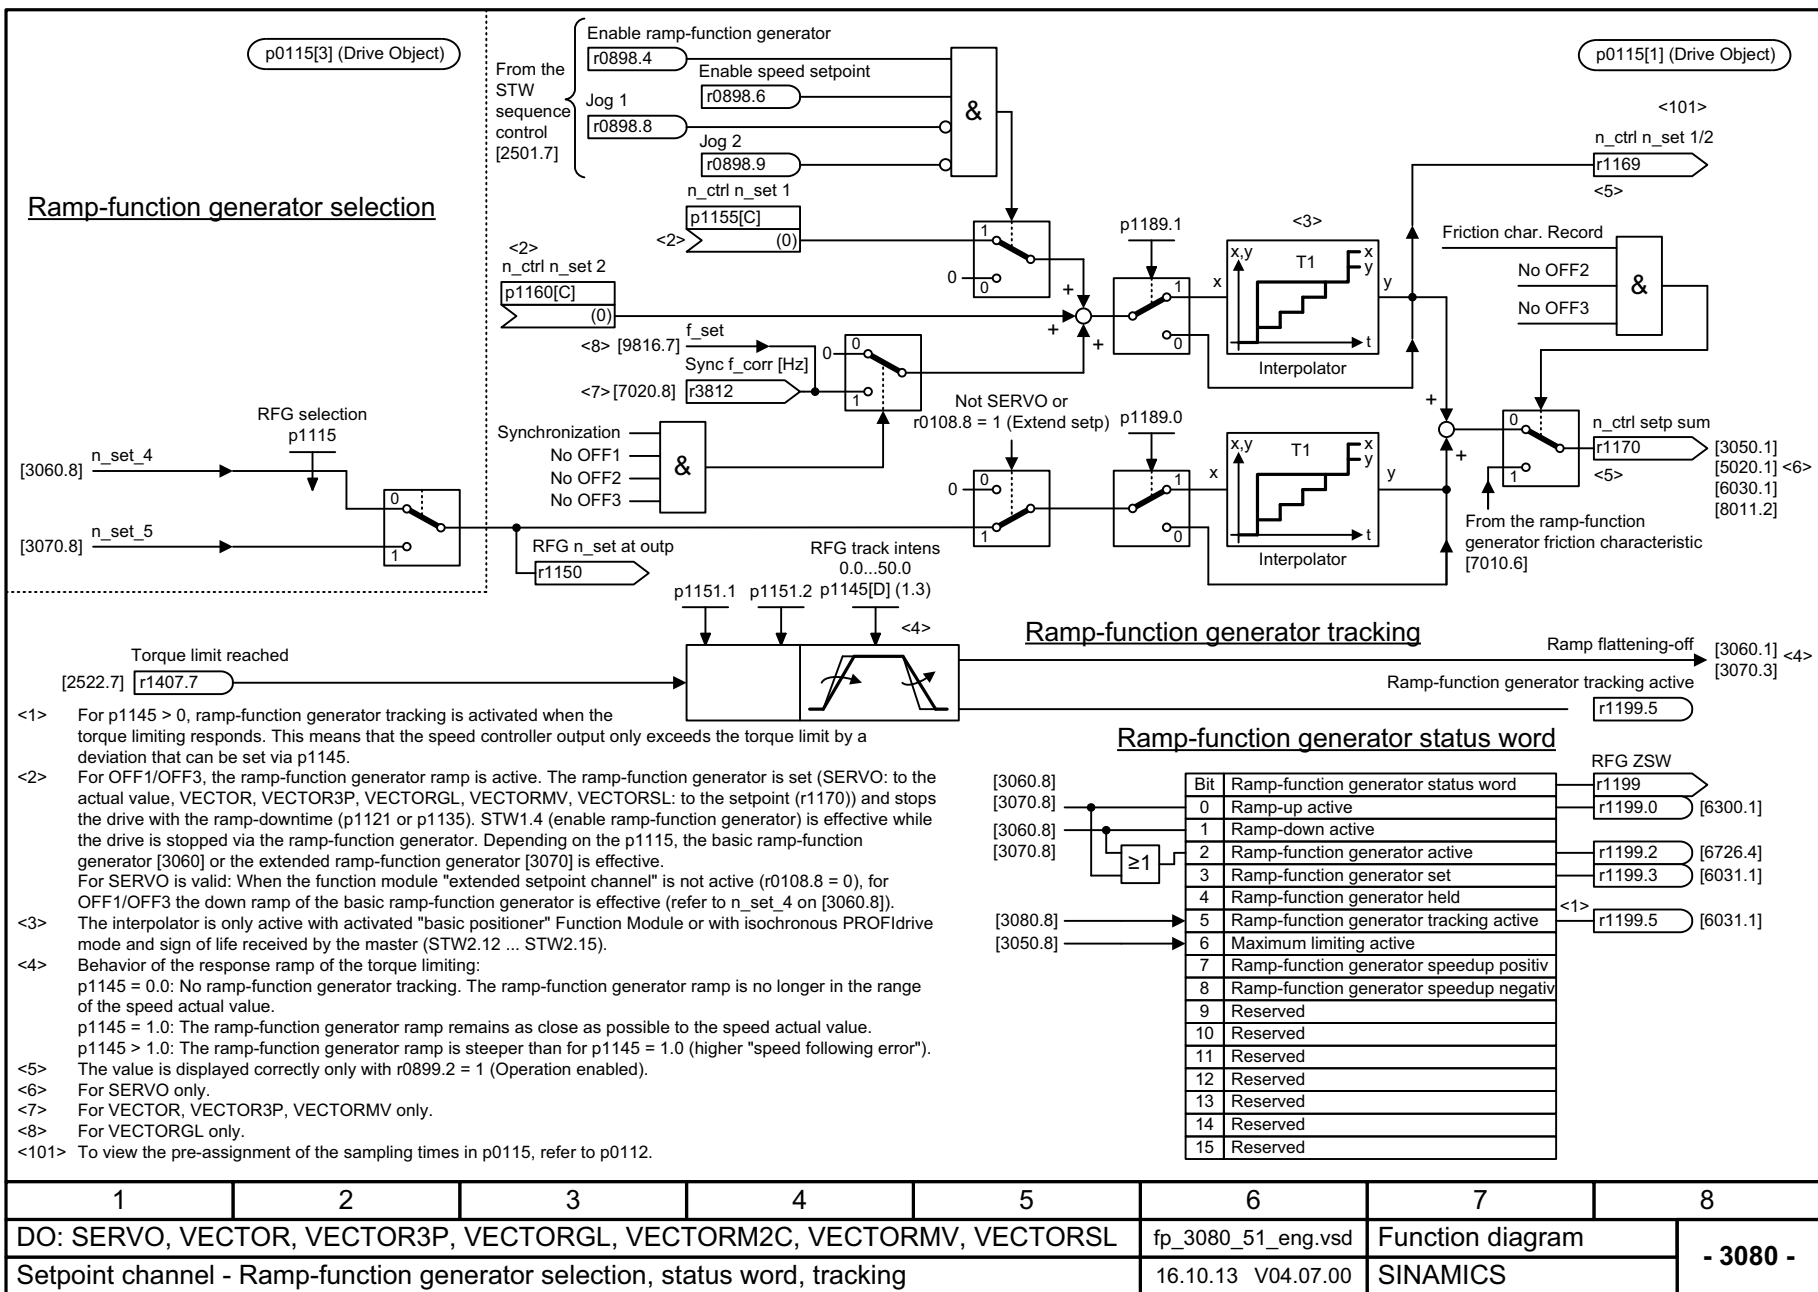 p0115[3] (Drive Object)
p0115[1] (Drive Object)
Ramp-function generator selection
From the
STW
sequence
control
[2501.7]
Enable ramp-function generator
r0898.4
Enable speed setpoint
r0898.6
Jog 1
r0898.8
Jog 2
r0898.9
&
n_ctrl n_set 1
p1155[C]
<2>
(0)
<2>
n_ctrl n_set 2
p1160[C]
(0)
1
0
0
+
+
+
f_set
<8> [9816.7]
Sync f_corr [Hz]
<7> [7020.8]
r3812
0
0
1
Synchronization
No OFF1
No OFF2
No OFF3
&
p1189.1
1
0
x
<3>
x,y
T1
x
y
t
y
Interpolator
<101>
n_ctrl n_set 1/2
r1169
<5>
Friction char. Record
No OFF2
No OFF3
&
RFG selection
p1115
[3060.8]
n_set_4
[3070.8]
n_set_5
0
1
RFG n_set at outp
r1150
Not SERVO or
r0108.8 = 1 (Extend setp)
0
0
1
p1189.0
1
0
x
x,y
T1
x
y
t
y
Interpolator
+
+
0
1
n_ctrl setp sum
r1170
<5>
[3050.1]
[5020.1] <6>
[6030.1]
[8011.2]
From the ramp-function
generator friction characteristic
[7010.6]
RFG track intens
0.0...50.0
p1151.1
p1151.2
p1145[D] (1.3)
<4>
Ramp-function generator tracking
Torque limit reached
[2522.7]
r1407.7
Ramp flattening-off
[3060.1] <4>
[3070.3]
Ramp-function generator tracking active
r1199.5
<1> For p1145 > 0, ramp-function generator tracking is activated when the
torque limiting responds. This means that the speed controller output only exceeds the torque limit by a
deviation that can be set via p1145.
<2> For OFF1/OFF3, the ramp-function generator ramp is active. The ramp-function generator is set (SERVO: to the
actual value, VECTOR, VECTOR3P, VECTORGL, VECTORMV, VECTORSL: to the setpoint (r1170)) and stops
the drive with the ramp-downtime (p1121 or p1135). STW1.4 (enable ramp-function generator) is effective while
the drive is stopped via the ramp-function generator. Depending on the p1115, the basic ramp-function
generator [3060] or the extended ramp-function generator [3070] is effective.
For SERVO is valid: When the function module "extended setpoint channel" is not active (r0108.8 = 0), for
OFF1/OFF3 the down ramp of the basic ramp-function generator is effective (refer to n_set_4 on [3060.8]).
<3> The interpolator is only active with activated "basic positioner" Function Module or with isochronous PROFIdrive
mode and sign of life received by the master (STW2.12 ... STW2.15).
<4> Behavior of the response ramp of the torque limiting:
p1145 = 0.0: No ramp-function generator tracking. The ramp-function generator ramp is no longer in the range
of the speed actual value.
p1145 = 1.0: The ramp-function generator ramp remains as close as possible to the speed actual value.
p1145 > 1.0: The ramp-function generator ramp is steeper than for p1145 = 1.0 (higher "speed following error").
<5> The value is displayed correctly only with r0899.2 = 1 (Operation enabled).
<6> For SERVO only.
<7> For VECTOR, VECTOR3P, VECTORMV only.
<8> For VECTORGL only.
<101> To view the pre-assignment of the sampling times in p0115, refer to p0112.
Ramp-function generator status word
RFG ZSW
[3060.8]
[3070.8]
[3060.8]
[3070.8]
≥1
[3080.8]
[3050.8]
Bit Ramp-function generator status word r1199
0 Ramp-up active r1199.0 [6300.1]
1 Ramp-down active
2 Ramp-function generator active r1199.2 [6726.4]
3 Ramp-function generator set r1199.3 [6031.1]
4 Ramp-function generator held
5 Ramp-function generator tracking active <1> r1199.5 [6031.1]
6 Maximum limiting active
7 Ramp-function generator speedup positiv
8 Ramp-function generator speedup negativ
9 Reserved
10 Reserved
11 Reserved
12 Reserved
13 Reserved
14 Reserved
15 Reserved
1 2 3 4 5 6 7 8
DO: SERVO, VECTOR, VECTOR3P, VECTORGL, VECTORM2C, VECTORMV, VECTORSL fp_3080_51_eng.vsd Function diagram
- 3080 -
Setpoint channel - Ramp-function generator selection, status word, tracking 16.10.13 V04.07.00 SINAMICS